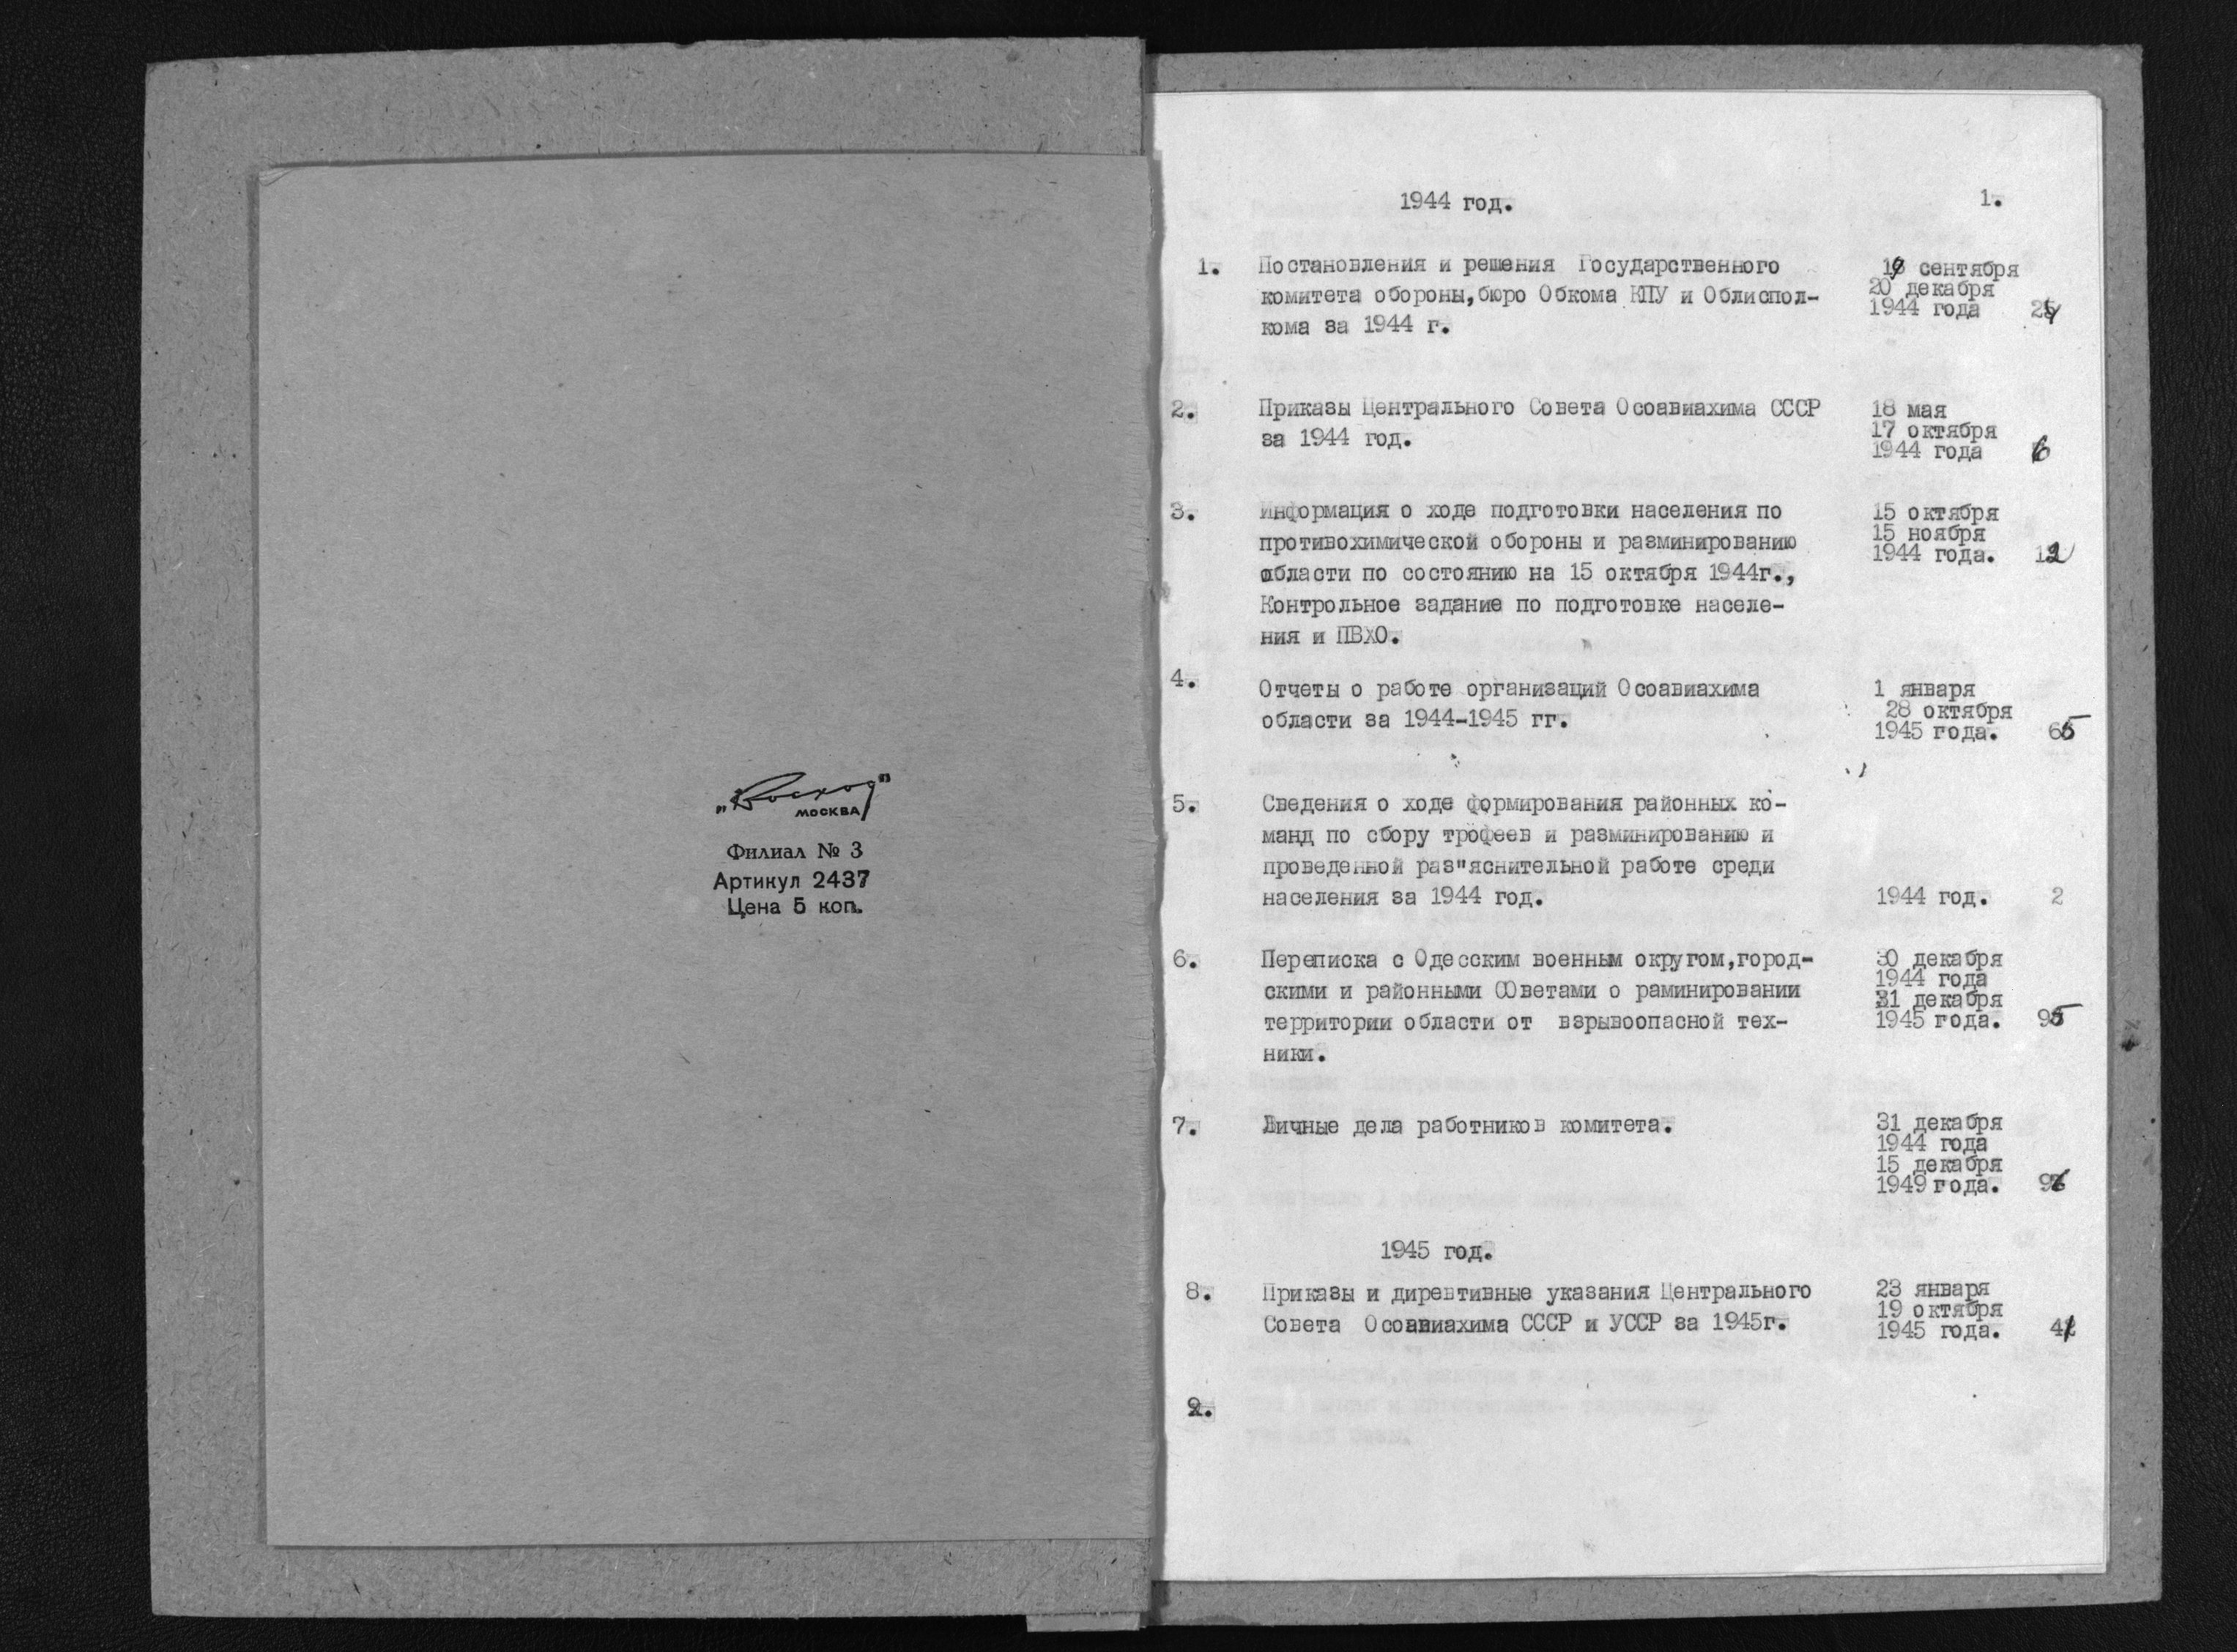 „Восход"
МОСКВА
Филиал № 3
Артикул 2437
Цена 5 коп.
1944 год.
1.
1. Постановления и решения Государственного
комитета обороны,бюро Обкома КПУ и Облиспол-
кома за 1944 г.
19 сентября
20 декабря
1944 года 24
2. Приказы Центрального Совета Осоавиахима СССР
за 1944 год.
18 мая
17 октября
1944 года 6
3. Информация о ходе подготовки населения по
противохимической обороны и разминированию
области по состоянию на 15 октября 1944г.,
Контрольное задание по подготовке населе-
ния и ПВХО.
15 октября
15 ноября
1944 года. 12
4. Отчеты о работе организаций Осоавиахима
области за 1944-1945 гг.
1 января
28 октября
1945 года. 65
5. Сведения о ходе формирования районных ко-
манд по сбору трофеев и разминированию и
проведенной раз"яснительной работе среди
населения за 1944 год.
1944 год. 2
6. Переписка с Одесским военным округом,город-
скими и районными Советами о раминировании
территории области от взрывоопасной тех-
ники.
30 декабря
1944 года
31 декабря
1945 года. 95
7. Личные дела работников комитета.
31 декабря
1944 года
15 декабря
1949 года. 96
1945 год.
8. Приказы и директивные указания Центрального
Совета Осоавиахима СССР и УССР за 1945г.
23 января
19 октября
1945 года. 41
9.